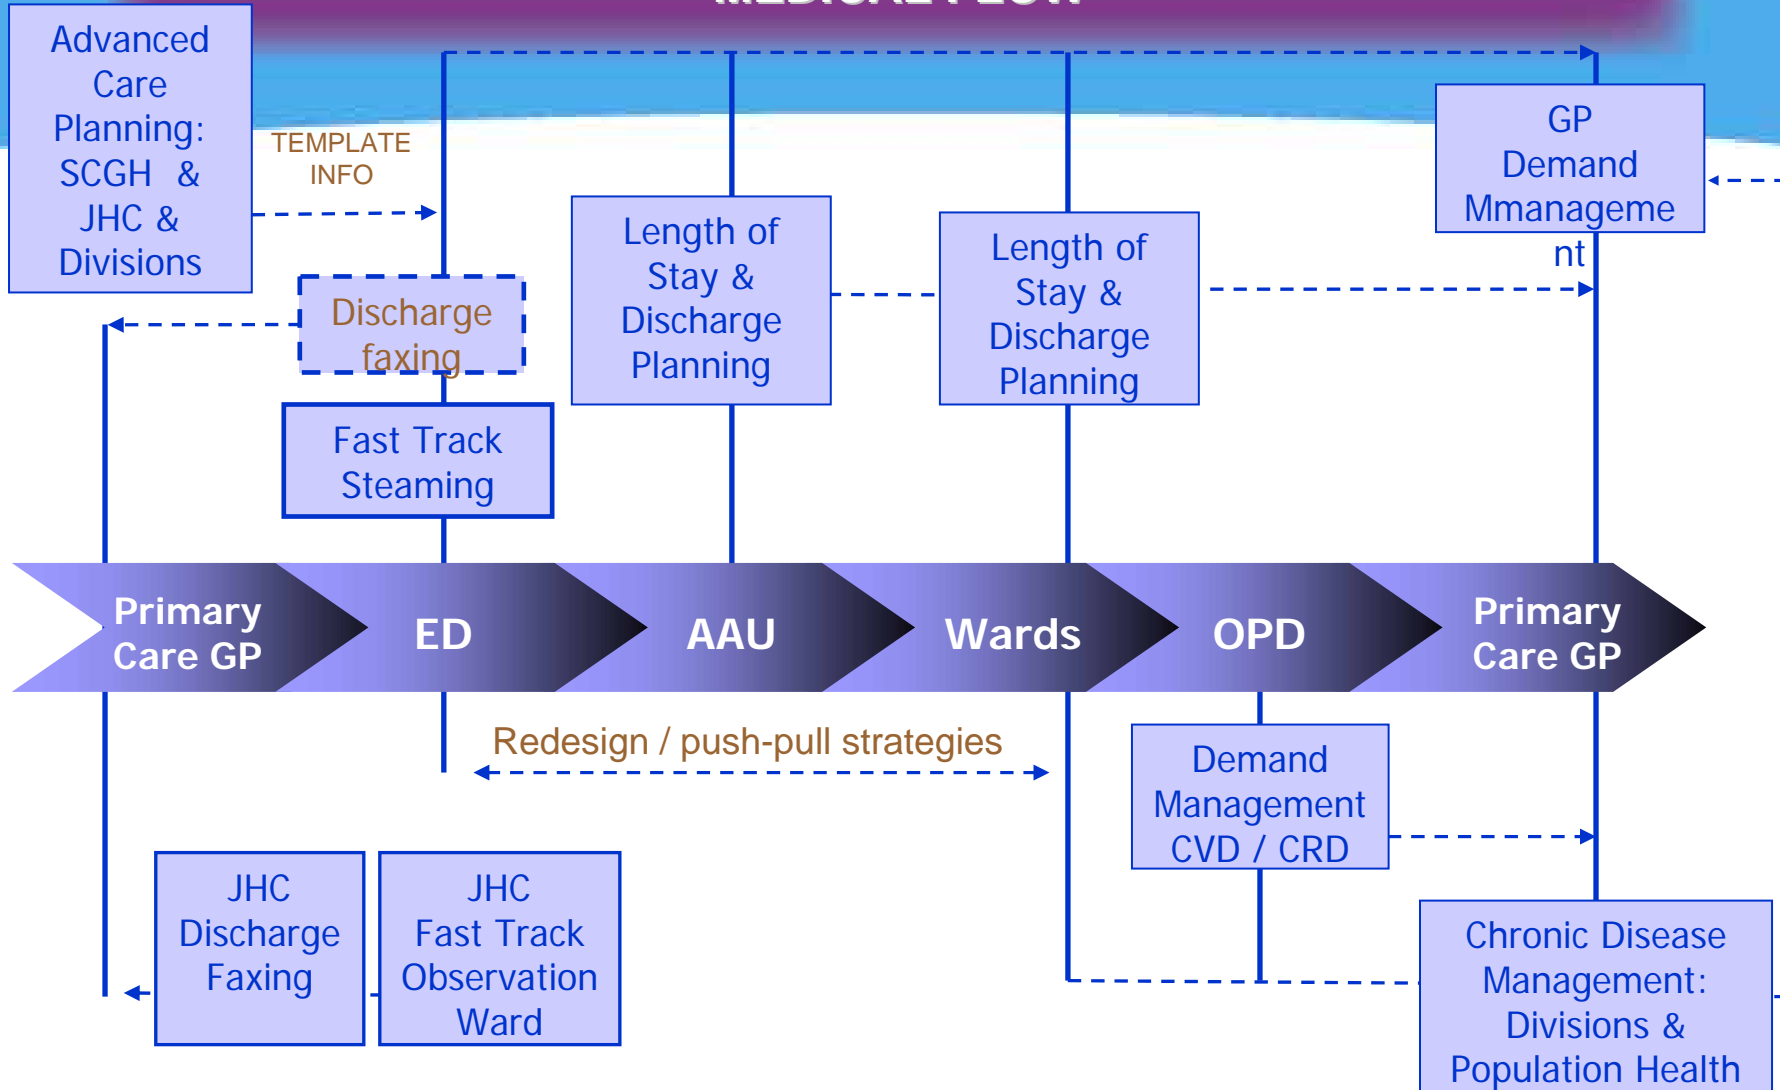 MEDICAL FLOW
Advanced
Care
Planning:
SCGH & 
JHC &
Divisions
TEMPLATE
INFO
GP
Demand
Mmanageme
nt
Length of
Stay &
Discharge
Planning
Length of
Stay &
Discharge
Planning
Discharge
faxing
Fast Track
Steaming
Primary
Care GP
ED
AAU
Wards
OPD
Primary
Care GP
Redesign / push-pull strategies
Demand
Management
CVD / CRD
JHC
Discharge
Faxing
JHC
Fast Track
Observation
Ward
Chronic Disease
Management:
Divisions &
Population Health